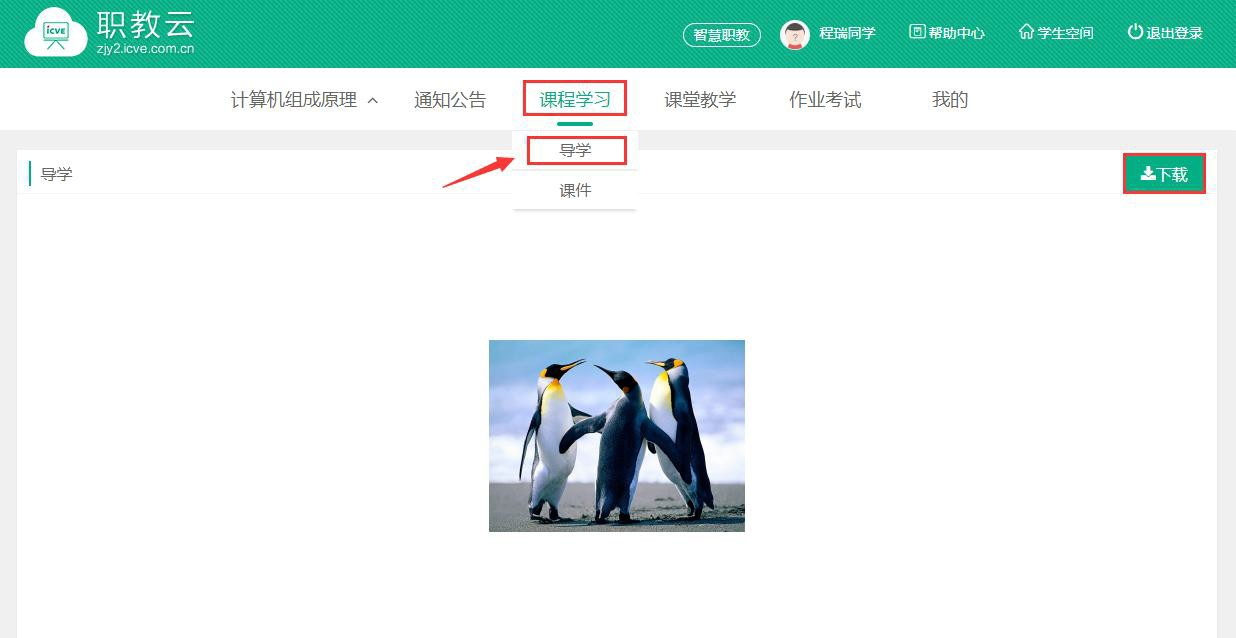 icve
职教云
zjy2.icve.com.cn
智慧职教
程瑞同学
帮助中心
学生空间
退出登录
计算机组成原理
通知公告
课程学习
课堂教学
作业考试
我的
导学
课件
导学
下载